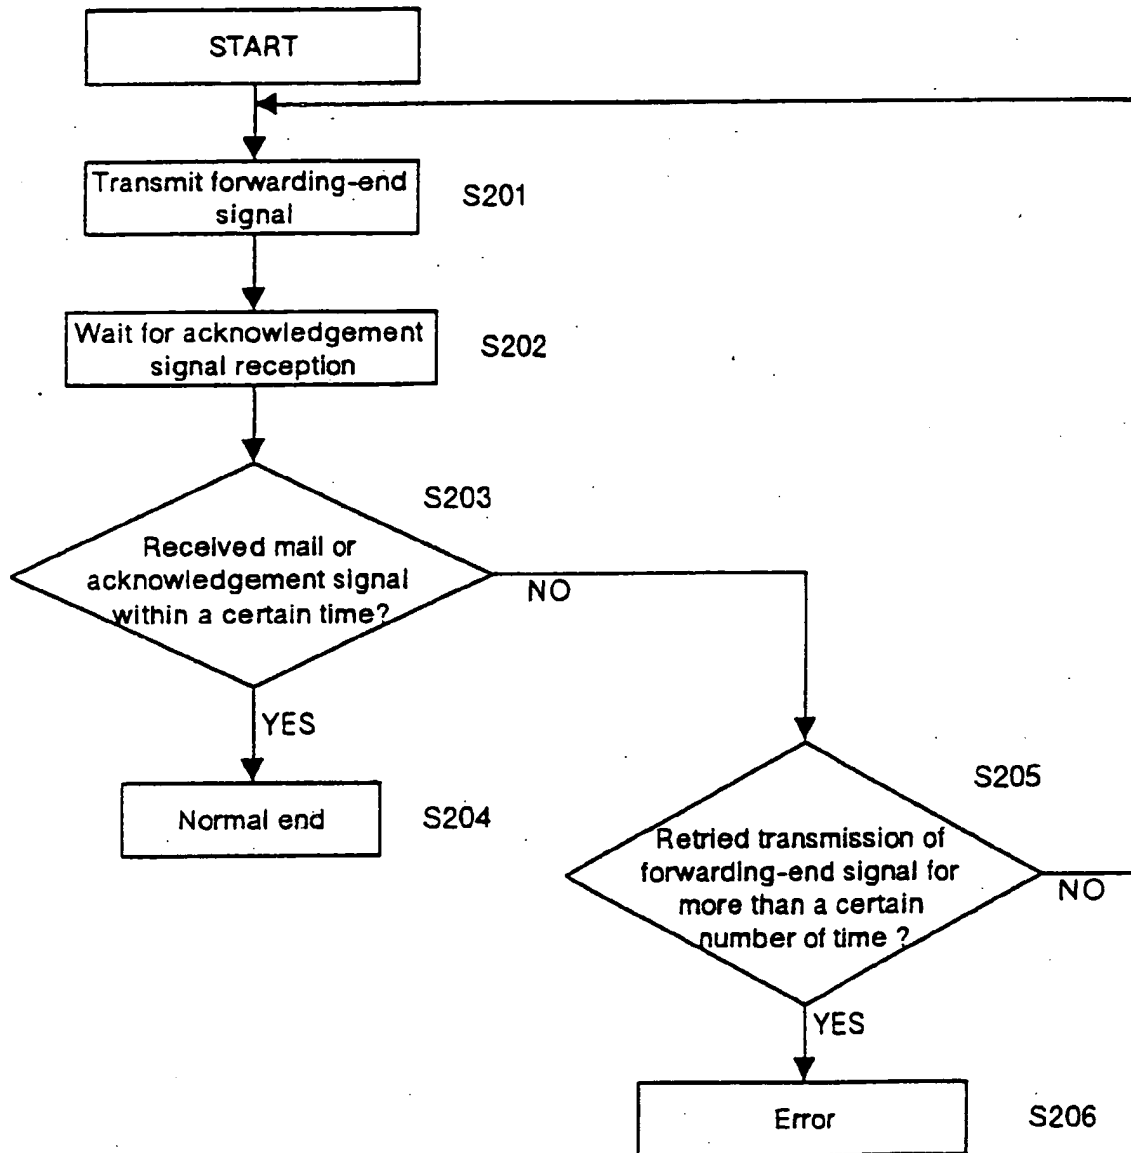 START
Transmit forwarding-end
signal
S201
Wait for acknowledgement
signal reception
S202
S203
Received mail or
acknowledgement signal
within a certain time?
NO
YES
Normal end
S204
S205
Retried transmission of
forwarding-end signal for
more than a certain
number of time ?
NO
YES
Error
S206